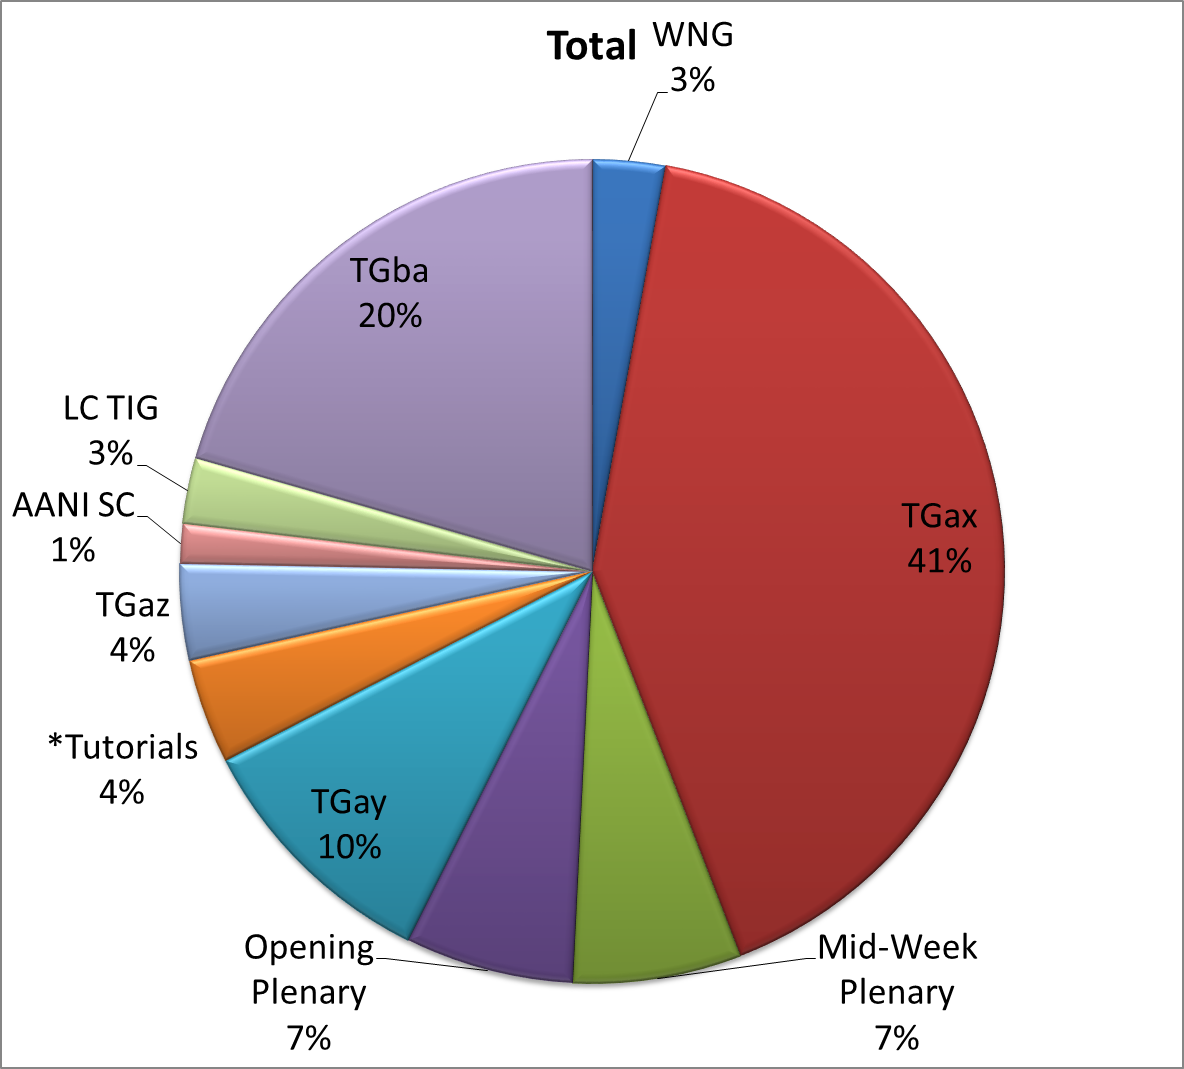 Total
WNG
3%
TGba
20%
LC TIG
3%
AANI SC
1%
TGax
41%
TGaz
4%
*Tutorials
4%
TGay
10%
Opening
Plenary
7%
Mid-Week
Plenary
7%